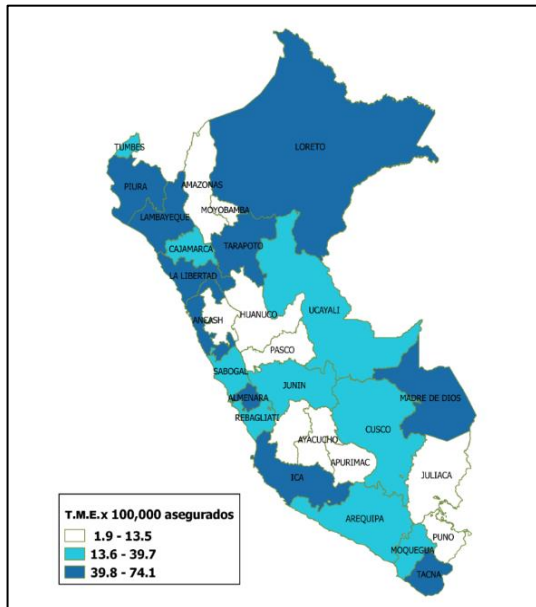 LORETO
TUMBES
PIURA
AMAZONAS
LAMBAYEQUE
MOYOBAMBA
CAJAMARCA
TARAPOTO
LA LIBERTAD
UCAYALI
ANCASH
HUANUCO
PASCO
SABOGAL
JUNIN
ALMENARA
MADRE DE DIOS
REBAGLIATI
CUSCO
AYACUCHO
APURIMAC
ICA
JULIACA
AREQUIPA
PUNO
MOQUEGUA
TACNA
T.M.E.x 100,000 asegurados
1.9 - 13.5
13.6 - 39.7
39.8 - 74.1